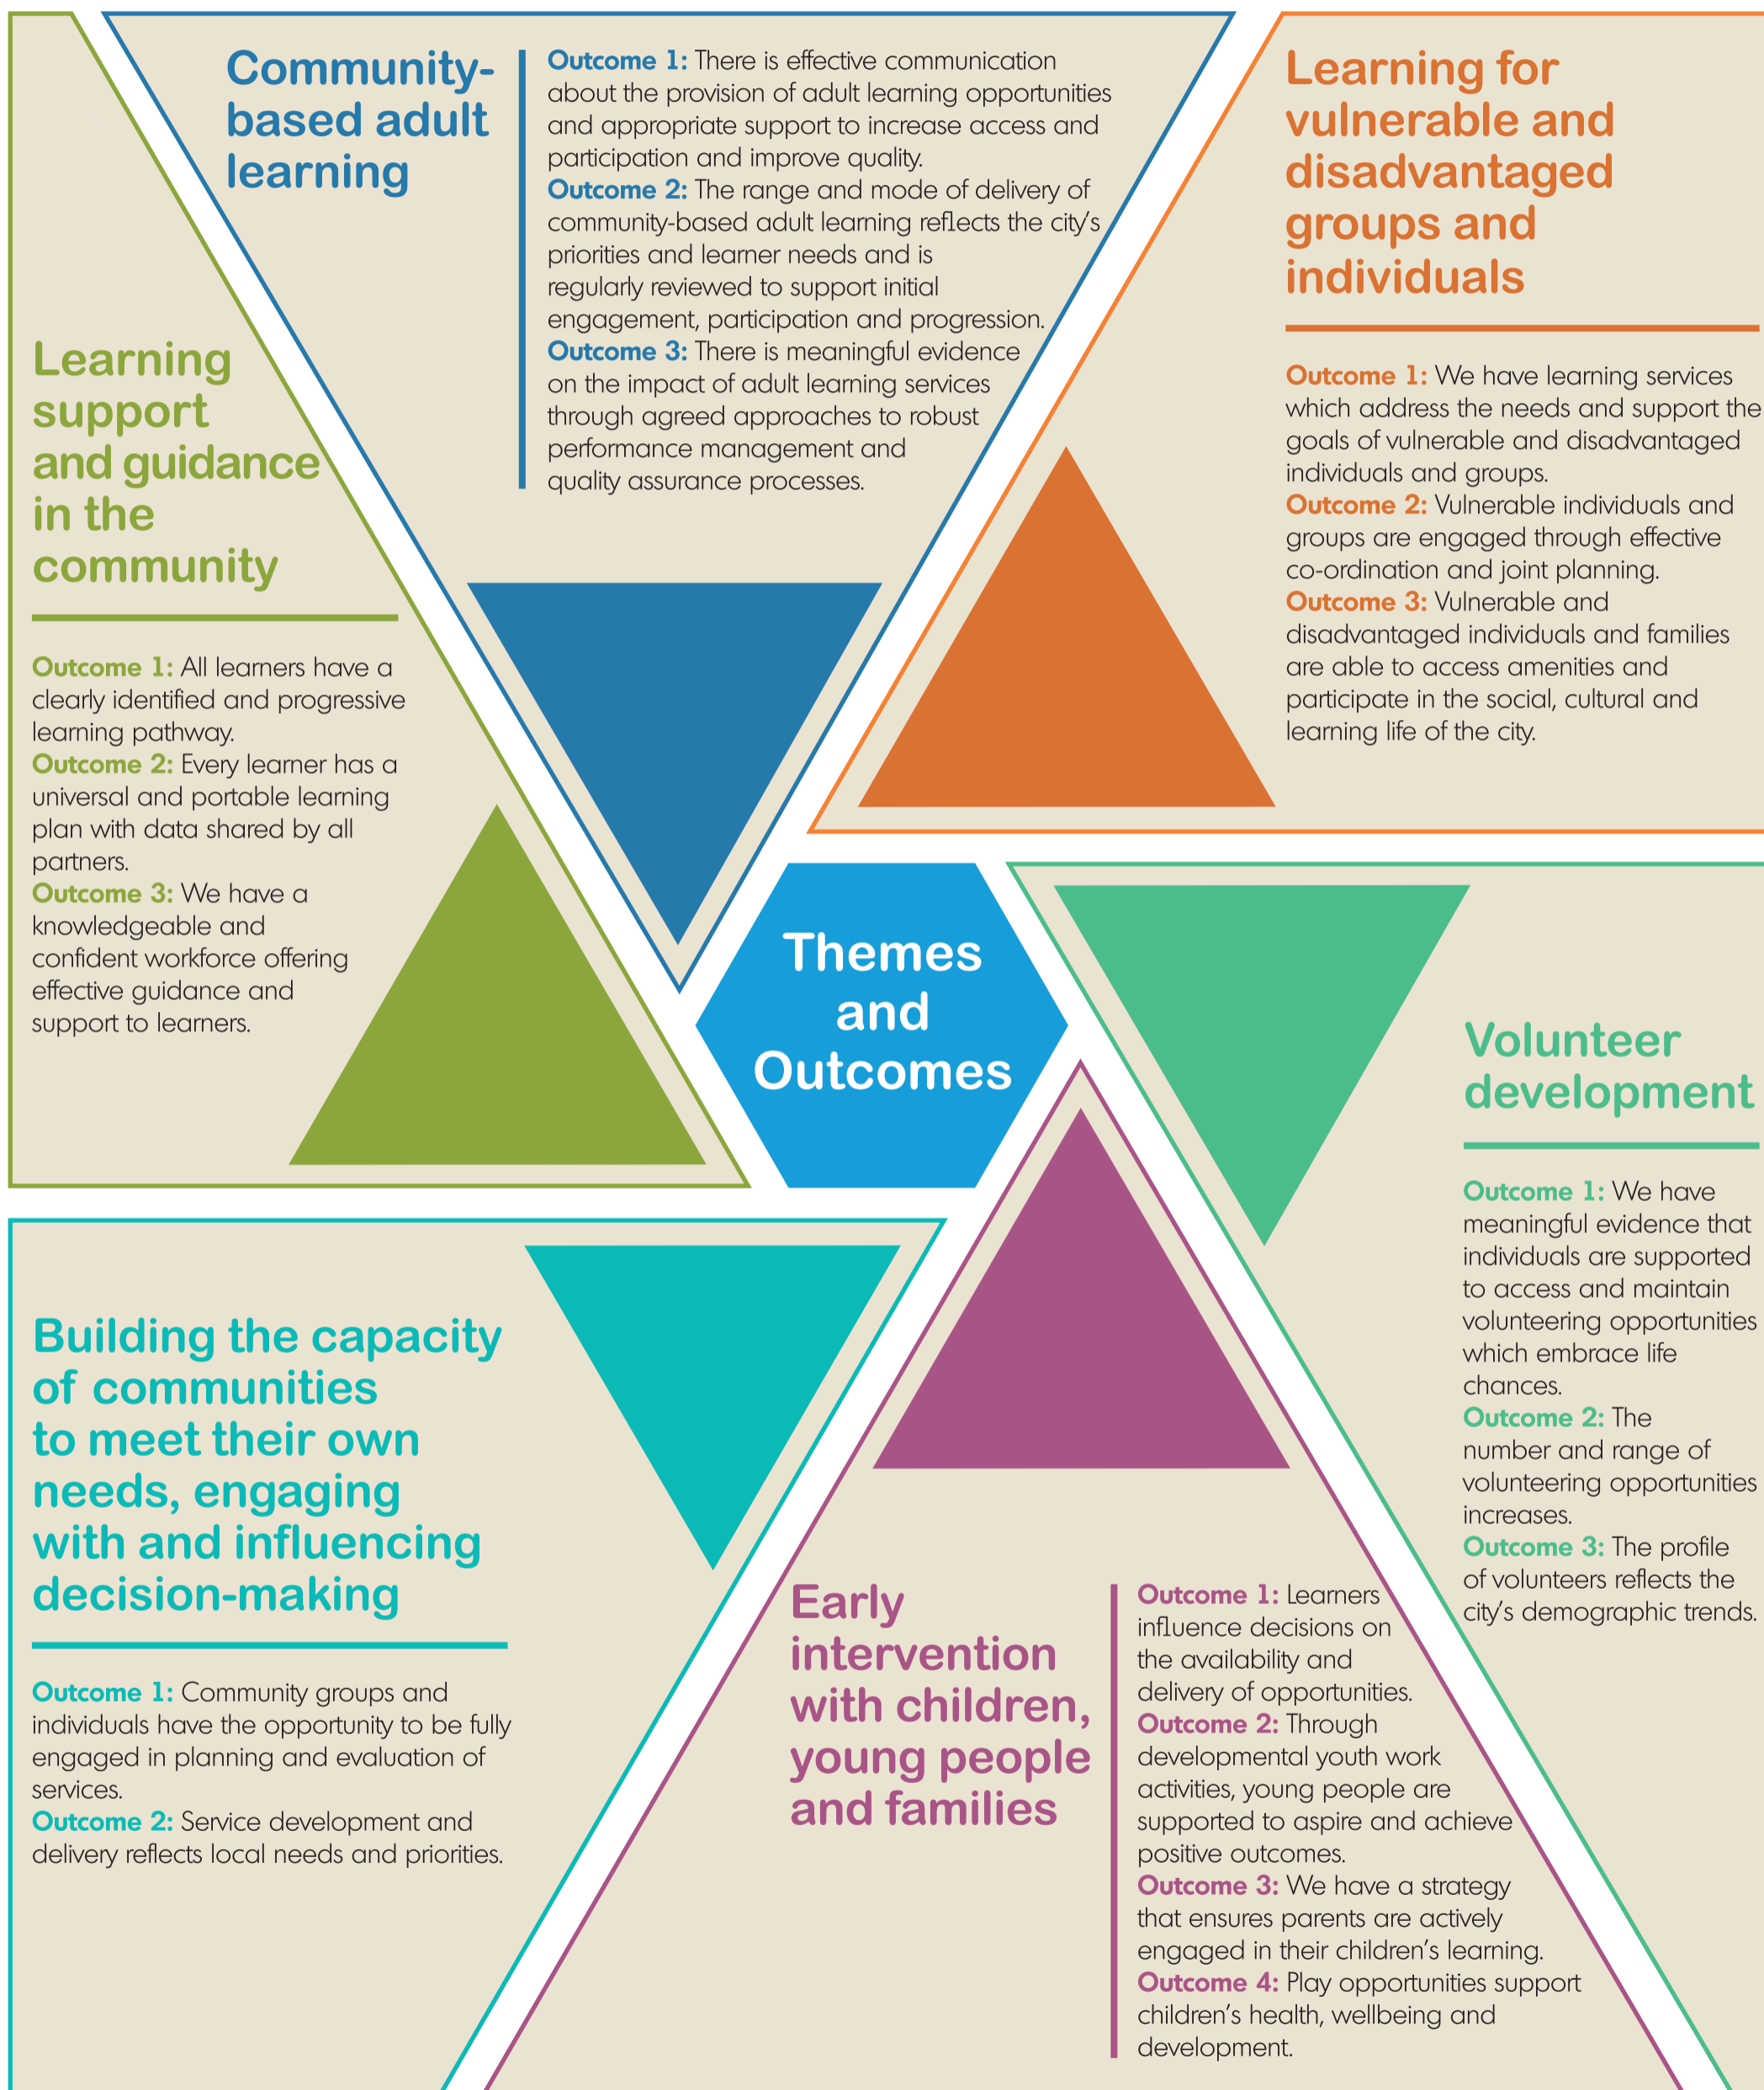 Community-
based adult
learning
Outcome 1: There is effective communication
about the provision of adult learning opportunities
and appropriate support to increase access and
participation and improve quality.
Outcome 2: The range and mode of delivery of
community-based adult learning reflects the city's
priorities and learner needs and is
regularly reviewed to support initial
engagement, participation and progression.
Outcome 3: There is meaningful evidence
on the impact of adult learning services
through agreed approaches to robust
performance management and
quality assurance processes.
Learning for
vulnerable and
disadvantaged
groups and
individuals
Outcome 1: We have learning services
which address the needs and support the
goals of vulnerable and disadvantaged
individuals and groups.
Outcome 2: Vulnerable individuals and
groups are engaged through effective
co-ordination and joint planning.
Outcome 3: Vulnerable and
disadvantaged individuals and families
are able to access amenities and
participate in the social, cultural and
learning life of the city.
Learning
support
and guidance
in the
community
Outcome 1: All learners have a
clearly identified and progressive
learning pathway.
Outcome 2: Every learner has a
universal and portable learning
plan with data shared by all
partners.
Outcome 3: We have a
knowledgeable and
confident workforce offering
effective guidance and
support to learners.
Themes
and
Outcomes
Volunteer
development
Outcome 1: We have
meaningful evidence that
individuals are supported
to access and maintain
volunteering opportunities
which embrace life
chances.
Outcome 2: The
number and range of
volunteering opportunities
increases.
Outcome 3: The profile
of volunteers reflects the
city's demographic trends.
Building the capacity
of communities
to meet their own
needs, engaging
with and influencing
decision-making
Outcome 1: Community groups and
individuals have the opportunity to be fully
engaged in planning and evaluation of
services.
Outcome 2: Service development and
delivery reflects local needs and priorities.
Early
intervention
with children,
young people
and families
Outcome 1: Learners
influence decisions on
the availability and
delivery of opportunities.
Outcome 2: Through
developmental youth work
activities, young people are
supported to aspire and achieve
positive outcomes.
Outcome 3: We have a strategy
that ensures parents are actively
engaged in their children's learning.
Outcome 4: Play opportunities support
children's health, wellbeing and
development.